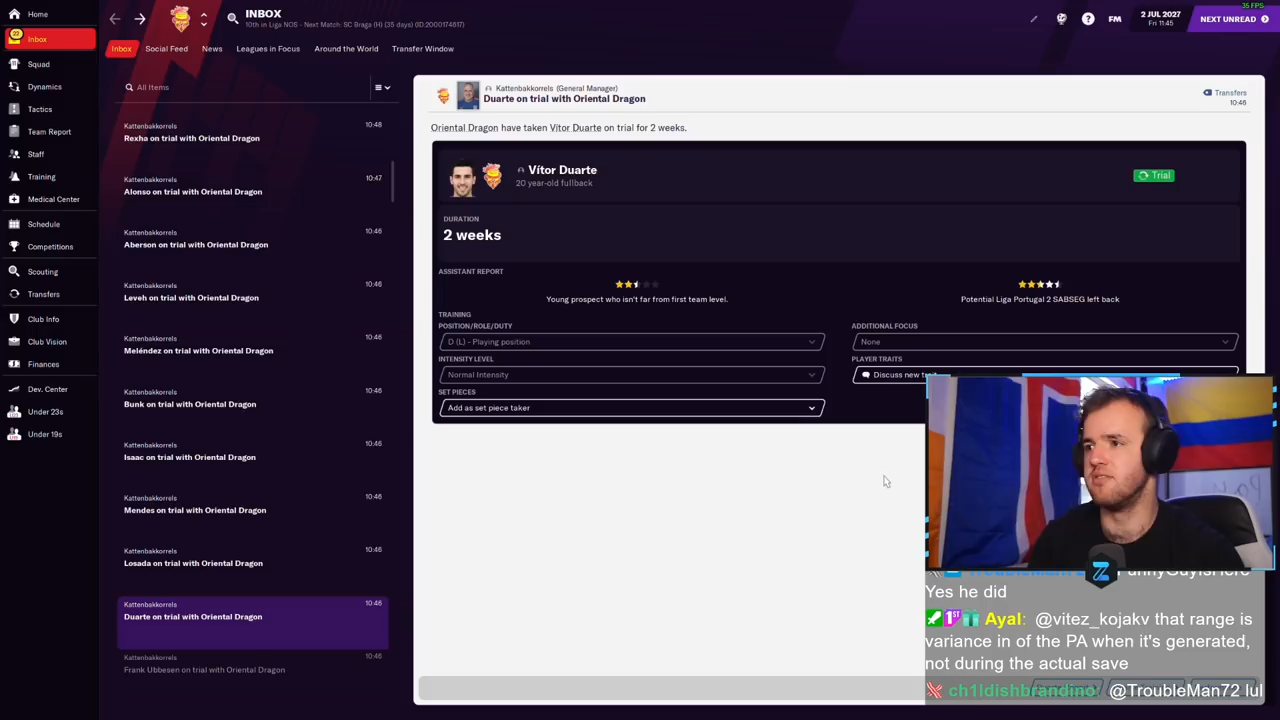 35 FPS
Home
INBOX
10th in Liga NOS - Next Match: SC Braga (H) (35 days) (ID:2000174617)
FM
2 JUL 2027
Fri 11:45
NEXT UNREAD
22
Inbox
Inbox Social Feed News Leagues in Focus Around the World Transfer Window
Squad
Dynamics
Tactics
Team Report
Staff
Training
Medical Center
Schedule
Competitions
Scouting
Transfers
Club Info
Club Vision
Finances
Dev. Center
Under 23s
Under 19s
All Items
Kattenbakkorrels 10:48
Rexha on trial with Oriental Dragon
Kattenbakkorrels 10:47
Alonso on trial with Oriental Dragon
Kattenbakkorrels 10:46
Aberson on trial with Oriental Dragon
Kattenbakkorrels 10:46
Leveh on trial with Oriental Dragon
Kattenbakkorrels 10:46
Meléndez on trial with Oriental Dragon
Kattenbakkorrels 10:46
Bunk on trial with Oriental Dragon
Kattenbakkorrels 10:46
Isaac on trial with Oriental Dragon
Kattenbakkorrels 10:46
Mendes on trial with Oriental Dragon
Kattenbakkorrels 10:46
Losada on trial with Oriental Dragon
Kattenbakkorrels 10:46
Duarte on trial with Oriental Dragon
Kattenbakkorrels 10:46
Frank Ubbesen on trial with Oriental Dragon
Kattenbakkorrels (General Manager)
Duarte on trial with Oriental Dragon
Transfers
10:46
Oriental Dragon have taken Vítor Duarte on trial for 2 weeks.
Vítor Duarte
20 year-old fullback
Trial
DURATION
2 weeks
ASSISTANT REPORT
Young prospect who isn't far from first team level.
Potential Liga Portugal 2 SABSEG left back
TRAINING
POSITION/ROLE/DUTY
D (L) - Playing position
ADDITIONAL FOCUS
None
INTENSITY LEVEL
Normal Intensity
PLAYER TRAITS
Discuss new trait
SET PIECES
Add as set piece taker
Yes he did
Ayal: @vitez_kojakv that range is
variance in of the PA when it's generated,
not during the actual save
ch1ldishbrandino: @TroubleMan72 lul